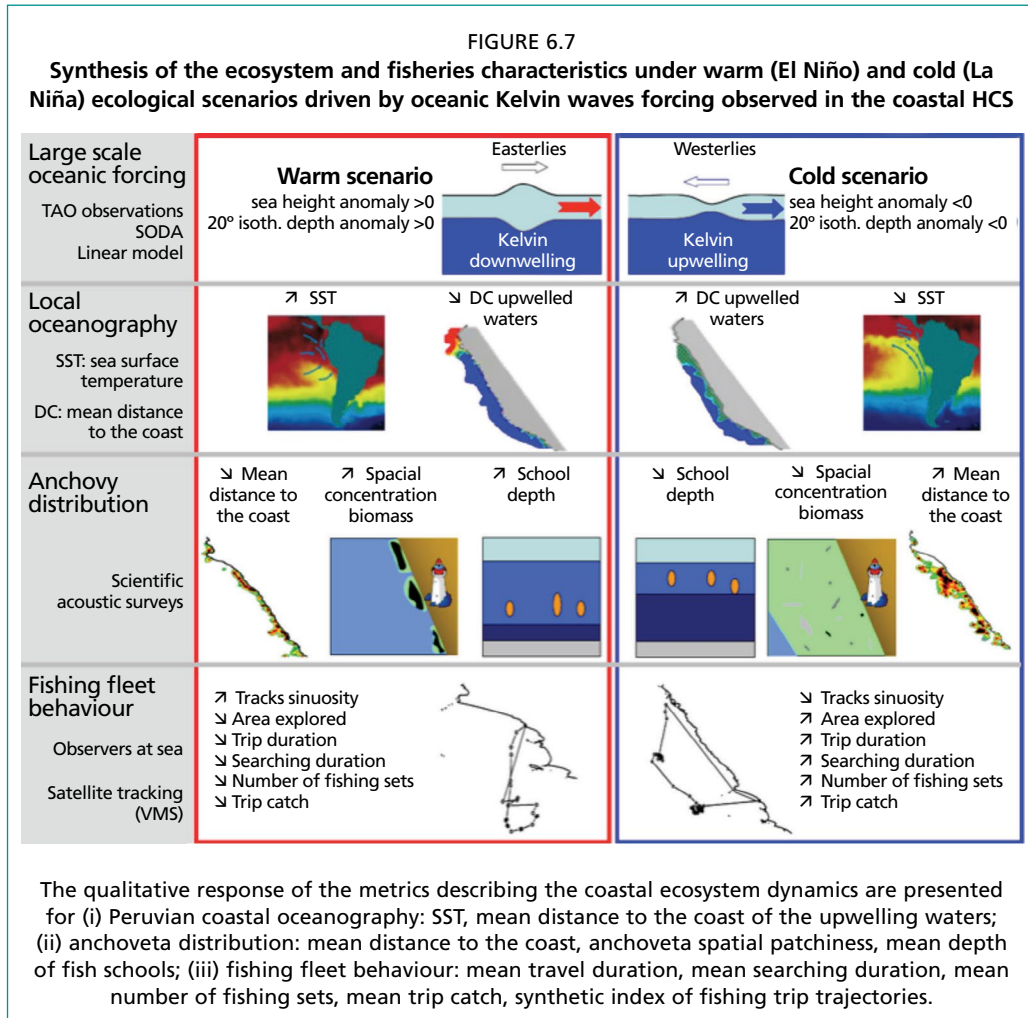 FIGURE 6.7
Synthesis of the ecosystem and fisheries characteristics under warm (El Niño) and cold (La
Niña) ecological scenarios driven by oceanic Kelvin waves forcing observed in the coastal HCS
Large scale
oceanic forcing
TAO observations
SODA
Linear model
Warm scenario
sea height anomaly >0
20º isoth. depth anomaly >0
Easterlies
Kelvin
downwelling
Westerlies
Kelvin
upwelling
Cold scenario
sea height anomaly <0
20º isoth. depth anomaly <0
Local
oceanography
SST: sea surface
temperature
DC: mean distance
to the coast
↗ SST
↘ DC upwelled
waters
↗ DC upwelled
waters
↘ SST
Anchovy
distribution
Scientific
acoustic surveys
↘ Mean
distance to
the coast
↗ Spacial
concentration
biomass
↗ School
depth
↘ School
depth
↘ Spacial
concentration
biomass
↗ Mean
distance to
the coast
Fishing fleet
behaviour
Observers at sea
Satellite tracking
(VMS)
↗ Tracks sinuosity
↘ Area explored
↘ Trip duration
↘ Searching duration
↘ Number of fishing sets
↘ Trip catch
↘ Tracks sinuosity
↗ Area explored
↗ Trip duration
↗ Searching duration
↗ Number of fishing sets
↗ Trip catch
The qualitative response of the metrics describing the coastal ecosystem dynamics are presented
for (i) Peruvian coastal oceanography: SST, mean distance to the coast of the upwelling waters;
(ii) anchoveta distribution: mean distance to the coast, anchoveta spatial patchiness, mean depth
of fish schools; (iii) fishing fleet behaviour: mean travel duration, mean searching duration, mean
number of fishing sets, mean trip catch, synthetic index of fishing trip trajectories.